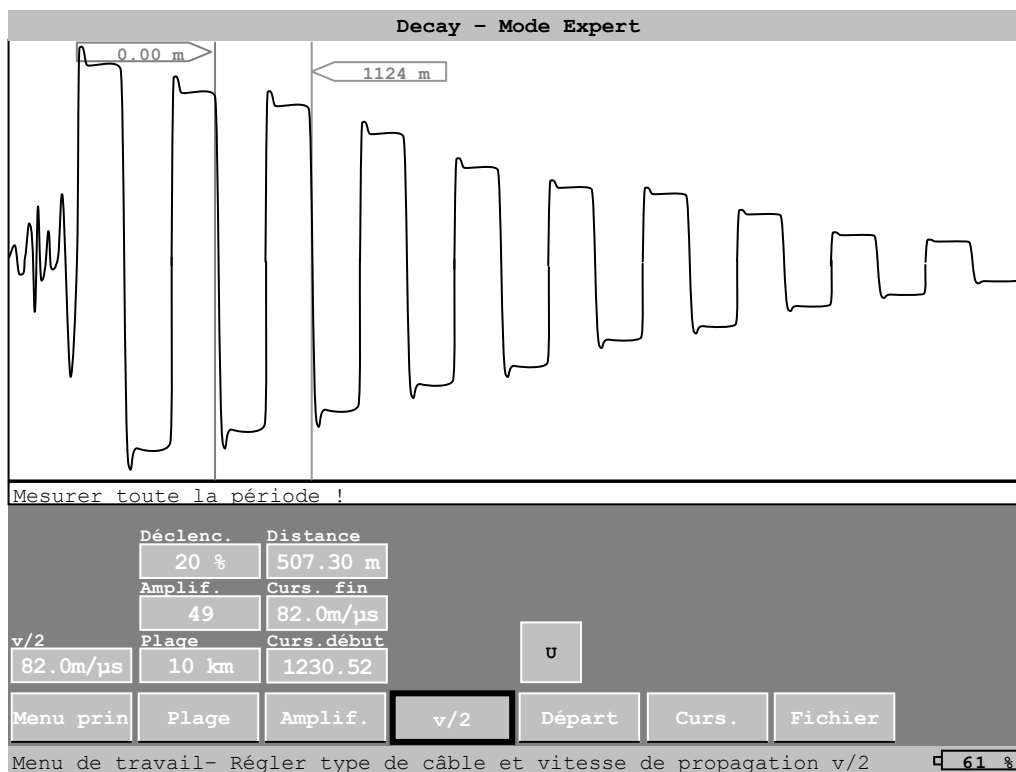 Decay – Mode Expert
0.00 m
1124 m
Mesurer toute la période !
Déclenc. Distance
20 % 507.30 m
Amplif. Curs. fin
49 82.0m/µs
v/2 Plage Curs.début
82.0m/µs 10 km 1230.52 U
Menu prin Plage Amplif. v/2 Départ Curs. Fichier
Menu de travail- Régler type de câble et vitesse de propagation v/2 61 %